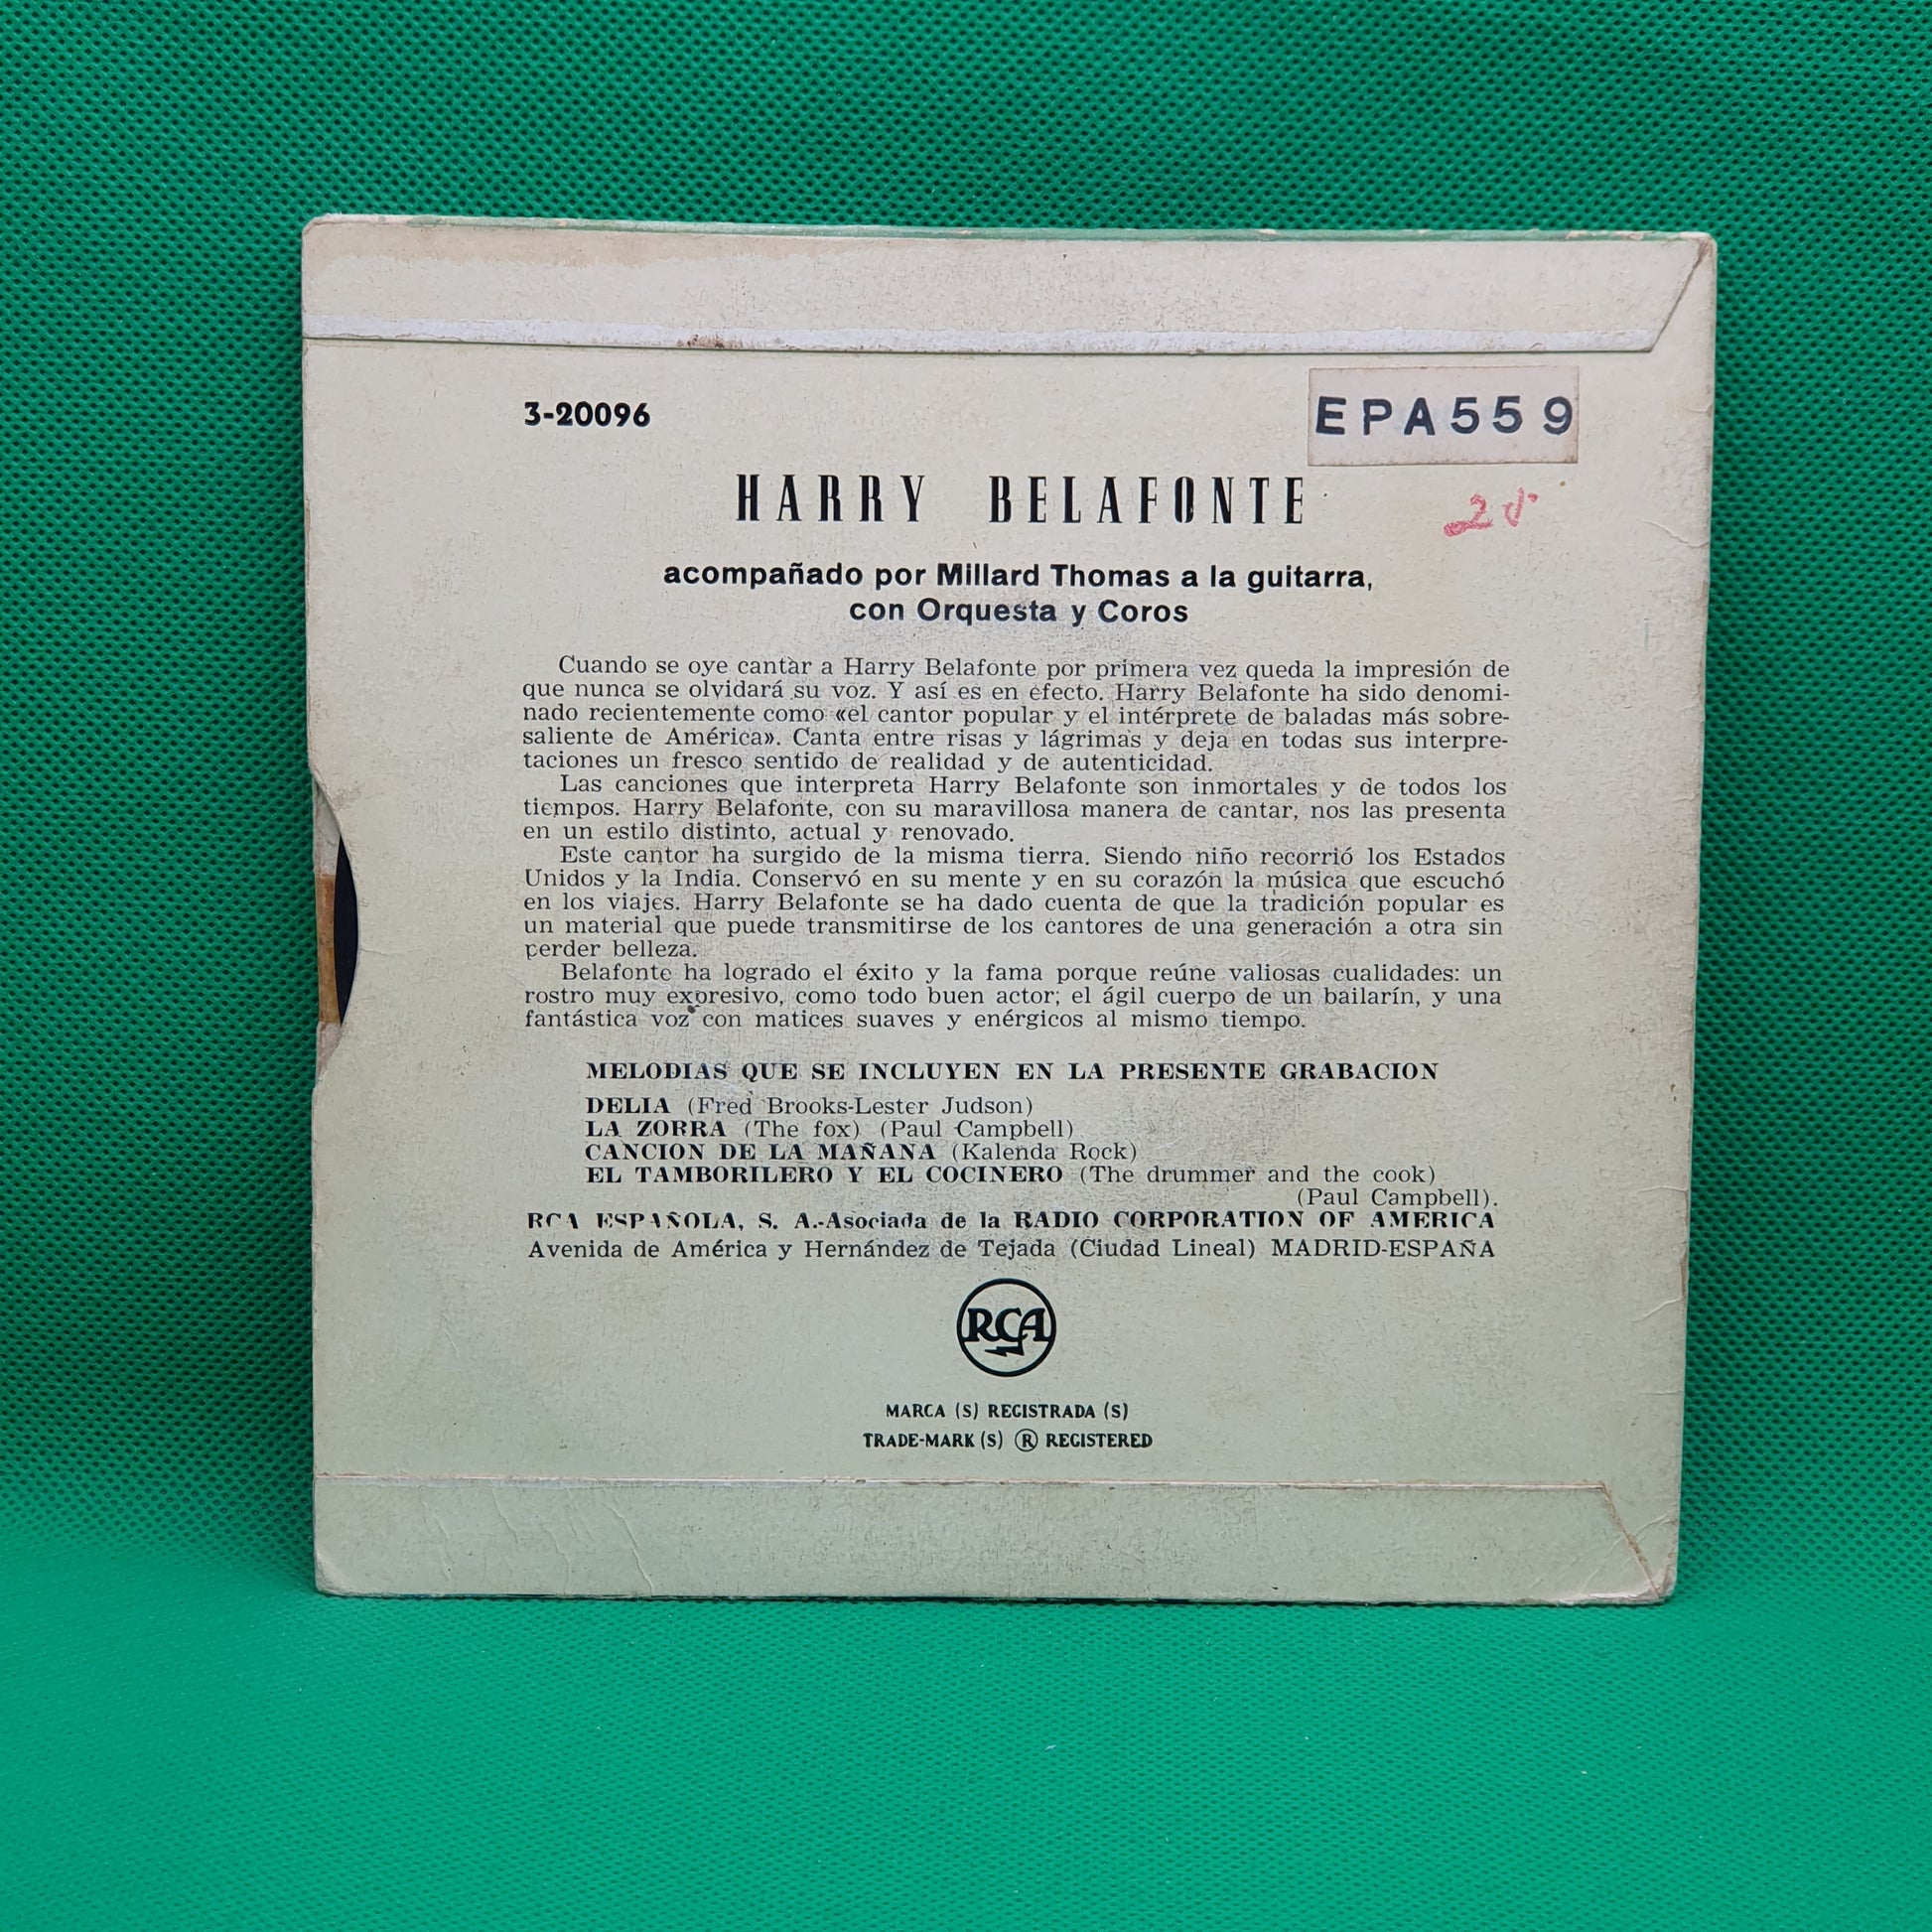 3-20096
EPA559
HARRY BELAFONTE
acompañado por Millard Thomas a la guitarra,
con Orquesta y Coros
Cuando se oye cantar a Harry Belafonte por primera vez queda la impresión de
que nunca se olvidará su voz. Y así es en efecto. Harry Belafonte ha sido denomi-
nado recientemente como «el cantor popular y el intérprete de baladas más sobre-
saliente de América». Canta entre risas y lágrimas y deja en todas sus interpre-
taciones un fresco sentido de realidad y de autenticidad.
Las canciones que interpreta Harry Belafonte son inmortales y de todos los
tiempos. Harry Belafonte, con su maravillosa manera de cantar, nos las presenta
en un estilo distinto, actual y renovado.
Este cantor ha surgido de la misma tierra. Siendo niño recorrió los Estados
Unidos y la India. Conservó en su mente y en su corazón la música que escuchó
en los viajes. Harry Belafonte se ha dado cuenta de que la tradición popular es
un material que puede transmitirse de los cantores de una generación a otra sin
perder belleza.
Belafonte ha logrado el éxito y la fama porque reúne valiosas cualidades: un
rostro muy expresivo, como todo buen actor; el ágil cuerpo de un bailarín, y una
fantástica voz con matices suaves y enérgicos al mismo tiempo.
MELODIAS QUE SE INCLUYEN EN LA PRESENTE GRABACION
DELIA (Fred Brooks-Lester Judson)
LA ZORRA (The fox) (Paul Campbell)
CANCION DE LA MAÑANA (Kalenda Rock)
EL TAMBORILERO Y EL COCINERO (The drummer and the cook)
(Paul Campbell).
RCA ESPAÑOLA, S. A.-Asociada de la RADIO CORPORATION OF AMERICA
Avenida de América y Hernández de Tejada (Ciudad Lineal) MADRID-ESPAÑA
RCA
MARCA (S) REGISTRADA (S)
TRADE-MARK (S) ® REGISTERED